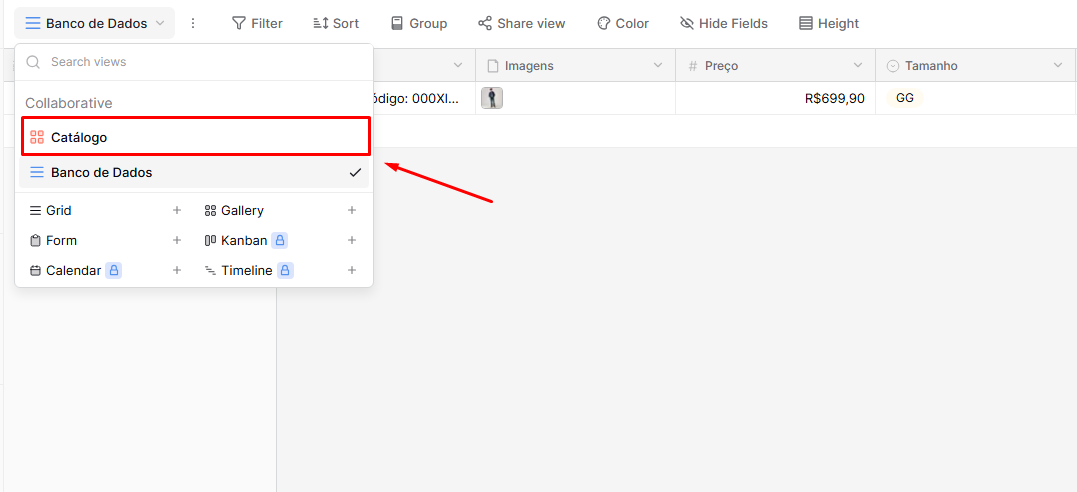 Banco de Dados
Filter
Sort
Group
Share view
Color
Hide Fields
Height
Search views
Imagens
# Preço
Tamanho
Collaborative
ódigo: 000XI...
R$699,90
GG
Catálogo
Banco de Dados
Grid +
Gallery +
Form +
Kanban +
Calendar +
Timeline +